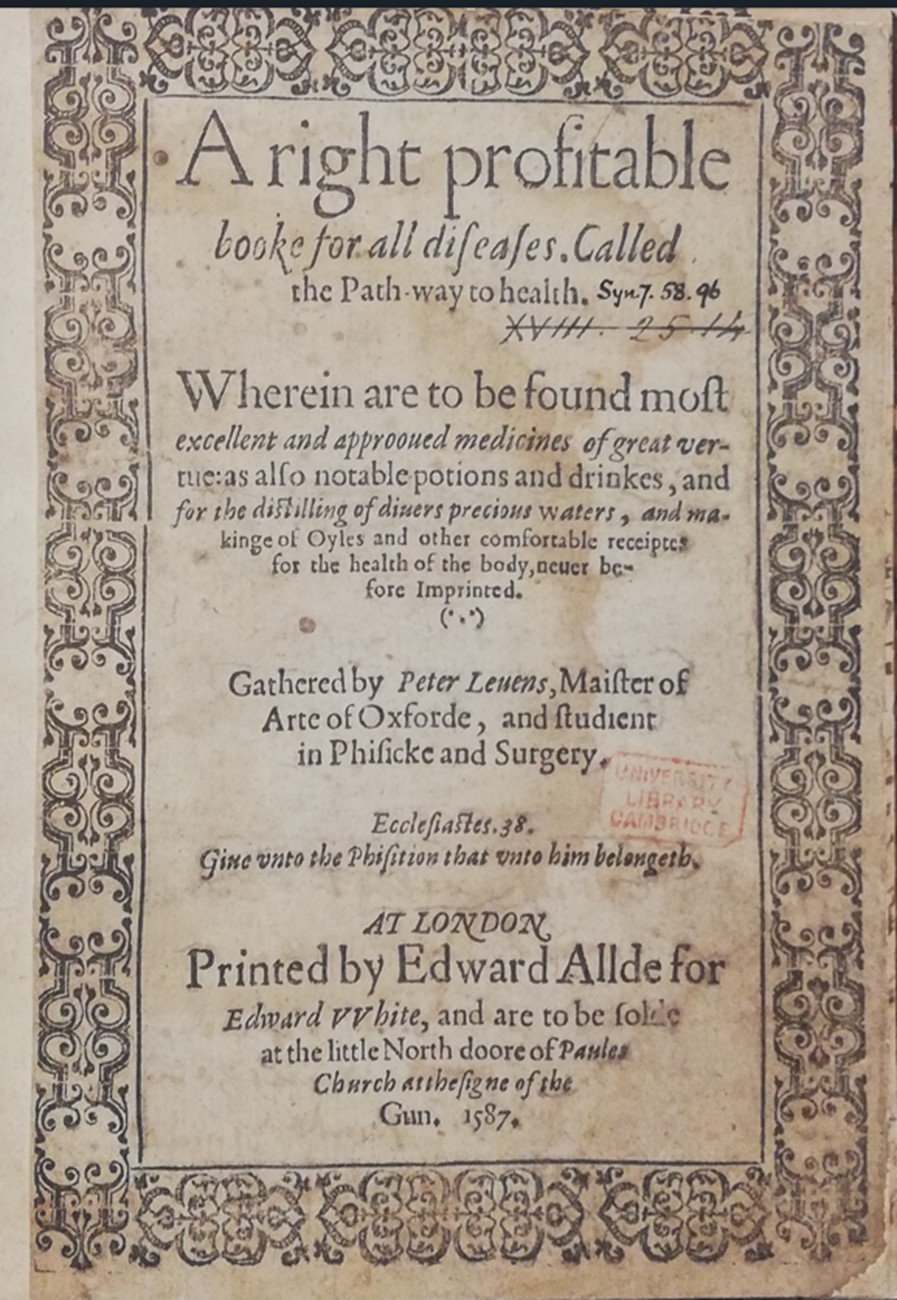 A right profitable
booke for all diſeaſes. Called
the Path-way to health. Syn.7.58.96
XVIII. 25 14
Wherein are to be found moſt
excellent and approoued medicines of great ver-
tue: as alſo notable potions and drinkes, and
for the diſtilling of diuers precious waters, and ma-
kinge of Oyles and other comfortable receiptes
for the health of the body, neuer be-
fore Imprinted.
(∵)
Gathered by Peter Leuens, Maiſter of
Arte of Oxforde, and ſtudient
in Phiſicke and Surgery.
UNIVERSITY
LIBRARY
CAMBRIDGE
Eccleſiaſtes.38.
Giue vnto the Phiſition that vnto him belongeth.
AT LONDON,
Printed by Edward Allde for
Edward VVhite, and are to be ſolde
at the little North doore of Paules
Church at the ſigne of the
Gun. 1587.